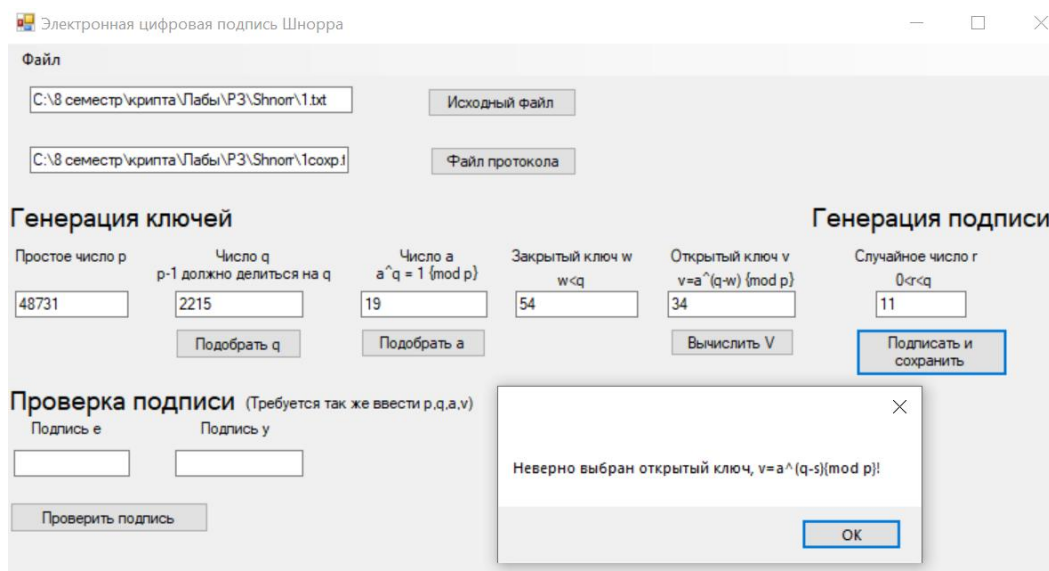 Электронная цифровая подпись Шнорра
Файл
C:\8 семестр\крипта\Лабы\РЗ\Shnorr\1.txt
Исходный файл
C:\8 семестр\крипта\Лабы\РЗ\Shnorr\1сохр.t
Файл протокола
Генерация ключей
Генерация подписи
Простое число p
Число q
p-1 должно делиться на q
Число a
a^q = 1 {mod p}
Закрытый ключ w
w<q
Открытый ключ v
v=a^(q-w) {mod p}
Случайное число r
0<r<q
48731
2215
19
54
34
11
Подобрать q
Подобрать a
Вычислить V
Подписать и
сохранить
Проверка подписи (Требуется так же ввести p,q,a,v)
Подпись e
Подпись y
Проверить подпись
Неверно выбран открытый ключ, v=a^(q-s){mod p}!
ОК